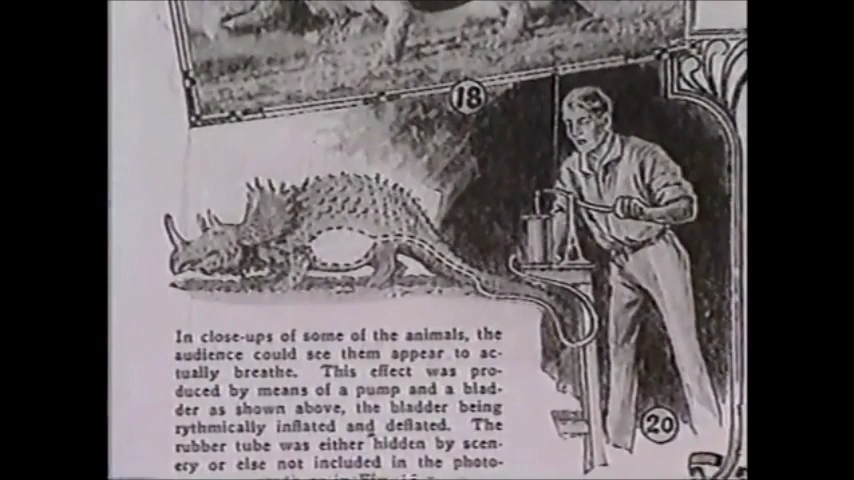 18
20
In close-ups of some of the animals, the
audience could see them appear to ac-
tually breathe. This effect was pro-
duced by means of a pump and a blad-
der as shown above, the bladder being
rythmically inflated and deflated. The
rubber tube was either hidden by scen-
ery or else not included in the photo-